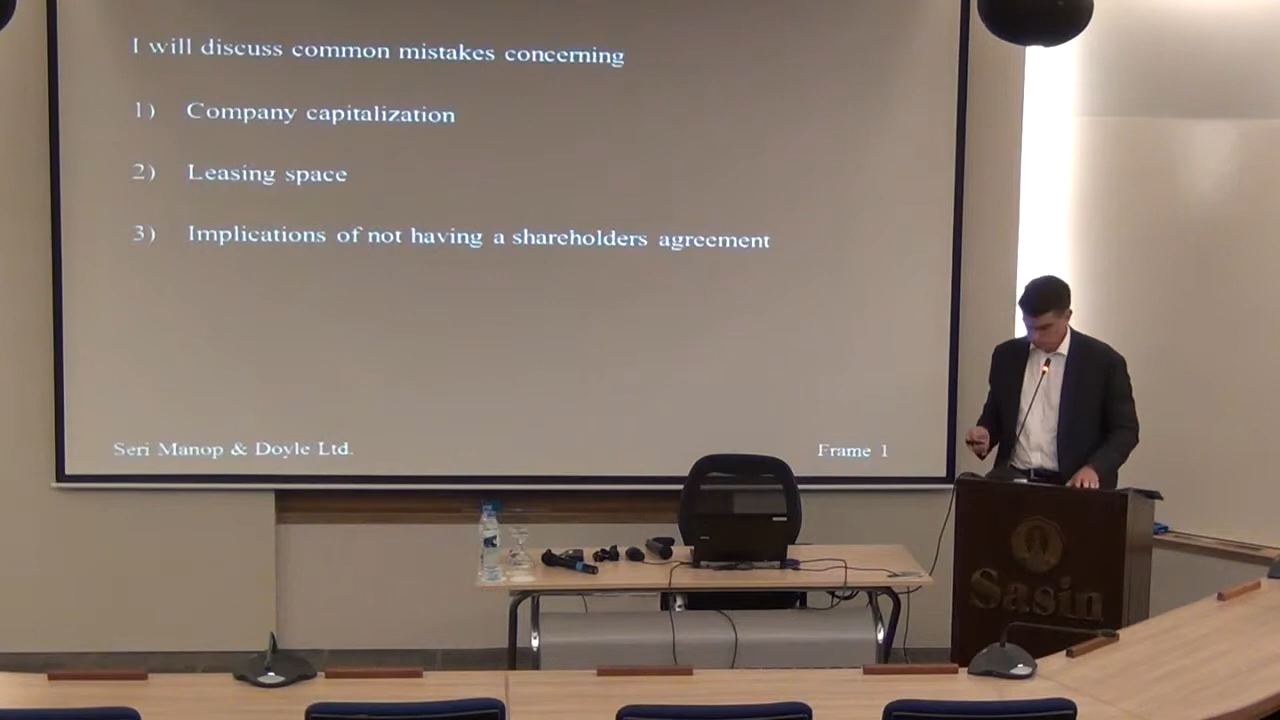 I will discuss common mistakes concerning
1) Company capitalization
2) Leasing space
3) Implications of not having a shareholders agreement
Seri Manop & Doyle Ltd.
Frame 1
Sasin